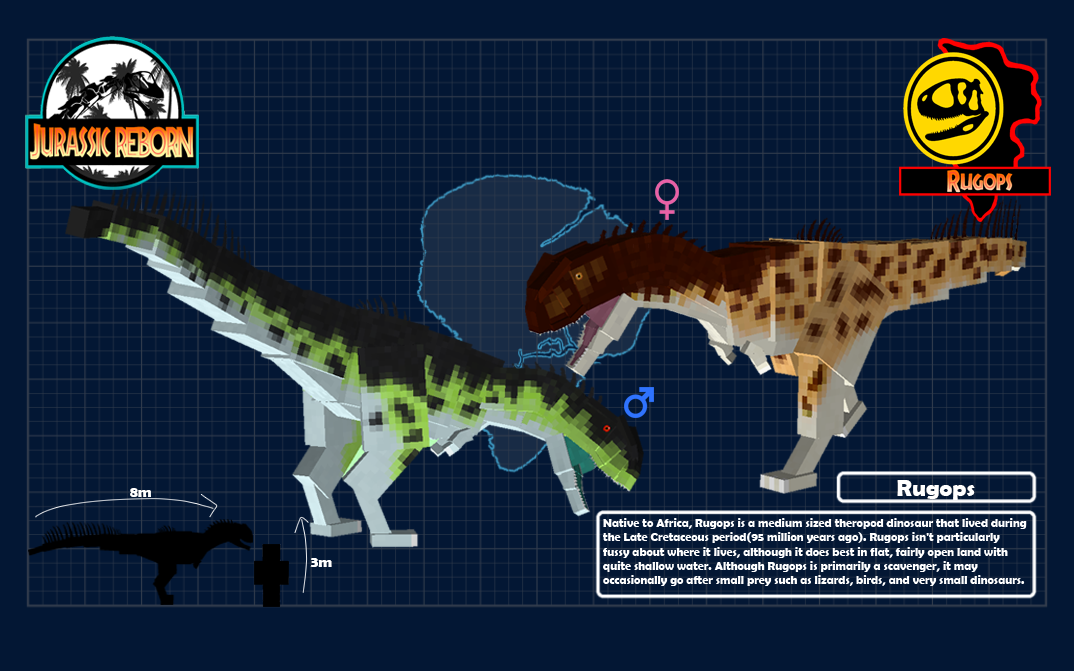 JURASSIC REBORN
RUGOPS
♀
♂
8m
3m
Rugops
Native to Africa, Rugops is a medium sized theropod dinosaur that lived during
the Late Cretaceous period(95 million years ago). Rugops isn't particularly
fussy about where it lives, although it does best in flat, fairly open land with
quite shallow water. Although Rugops is primarily a scavenger, it may
occasionally go after small prey such as lizards, birds, and very small dinosaurs.